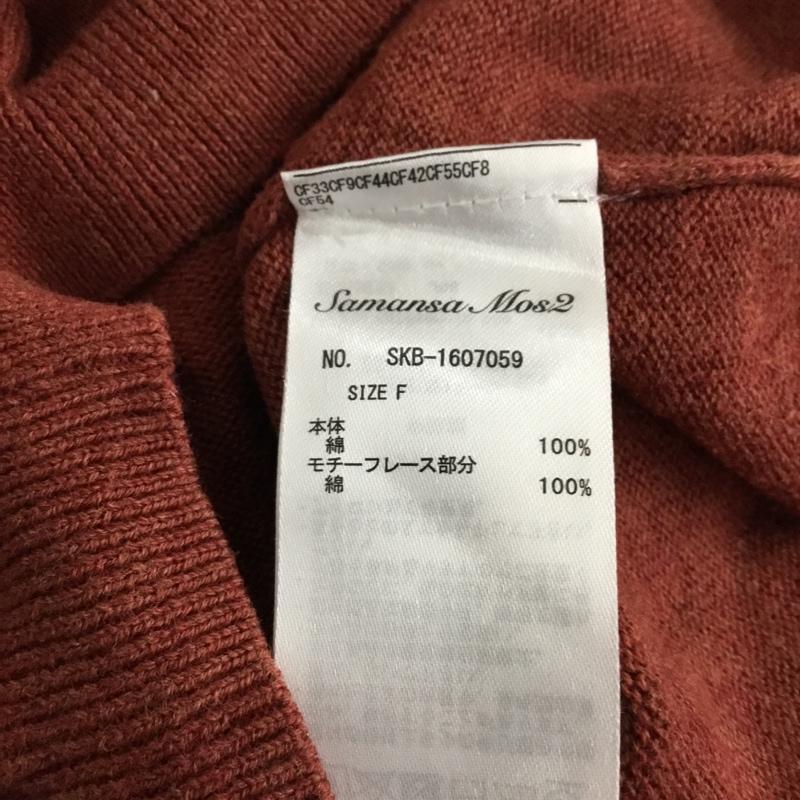 CF33CF9CF44CF42CF55CF8
CF54
Samansa Mos2
NO. SKB-1607059
SIZE F
本体
綿 100%
モチーフレース部分
綿 100%